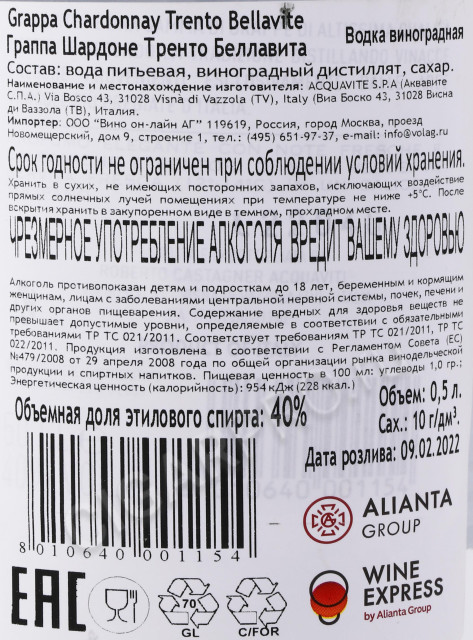 Grappa Chardonnay Trento Bellavite
Граппа Шардоне Тренто Беллавита
Водка виноградная
Состав: вода питьевая, виноградный дистиллят, сахар.
Наименование и местонахождение изготовителя: ACQUAVITE S.P.A (Аквавите
С.П.А.) Via Bosco 43, 31028 Visnà di Vazzola (TV), Italy (Виа Боско 43, 31028 Висна
ди Ваззола (ТВ), Италия.
Импортер: ООО "Вино он-лайн АГ" 119619, Россия, город Москва, проезд
Новомещерский, дом 9, строение 1, тел.: (495) 651-97-37, e-mail: info@volag.ru
Срок годности не ограничен при соблюдении условий хранения.
Хранить в сухих, не имеющих посторонних запахов, исключающих воздействие
прямых солнечных лучей помещениях при температуре не ниже +5°С. После
вскрытия хранить в закупоренном виде в темном, прохладном месте.
ЧРЕЗМЕРНОЕ УПОТРЕБЛЕНИЕ АЛКОГОЛЯ ВРЕДИТ ВАШЕМУ ЗДОРОВЬЮ
Алкоголь противопоказан детям и подросткам до 18 лет, беременным и кормящим
женщинам, лицам с заболеваниями центральной нервной системы, почек, печени и
других органов пищеварения. Содержание вредных для здоровья веществ не
превышает допустимые уровни, определяемые в соответствии с обязательными
требованиями ТР ТС 021/2011. Соответствует требованиям ТР ТС 021/2011, ТР ТС
022/2011. Продукция изготовлена в соответствии с Регламентом Совета (ЕС)
№479/2008 от 29 апреля 2008 года по общей организации рынка винодельческой
продукции и спиртных напитков. Пищевая ценность в 100 мл: углеводы 1,0 гр.;
Энергетическая ценность (калорийность): 954 кДж (228 ккал.)
Объем: 0,5 л.
Сах.: 10 г/дм³.
Объемная доля этилового спирта: 40%
Дата розлива: 09.02.2022
8 010640 001154
ALIANTA
GROUP
EAC
70
GL
C/FOR
WINE
EXPRESS
by Alianta Group